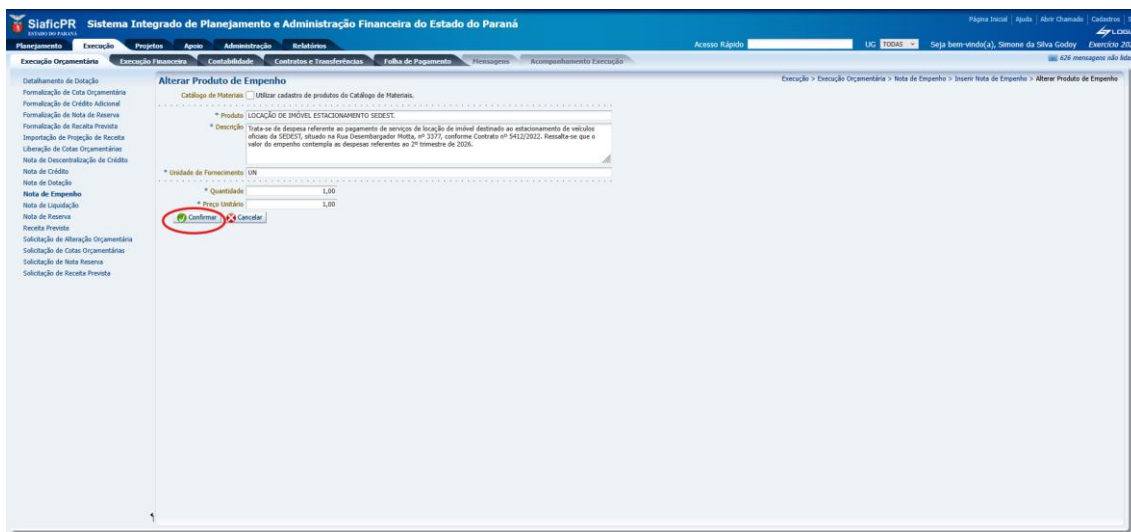 SiaficPR Sistema Integrado de Planejamento e Administração Financeira do Estado do Paraná
ESTADO DO PARANÁ
Página Inicial | Ajuda | Abrir Chamado | Cadastros
Planejamento Execução Projetos Apoio Administração Relatórios
Acesso Rápido UG TODAS Seja bem-vindo(a), Simone da Silva Godoy Exercício 202
Execução Orçamentária Execução Financeira Contabilidade Contratos e Transferências Folha de Pagamento Mensagens Acompanhamento Execução
626 mensagens não lida
Detalhamento de Dotação
Formalização de Cota Orçamentária
Formalização de Crédito Adicional
Formalização de Nota de Reserva
Formalização de Receita Prevista
Importação de Projeção de Receita
Liberação de Cotas Orçamentárias
Nota de Descentralização de Crédito
Nota de Crédito
Nota de Dotação
Nota de Empenho
Nota de Liquidação
Nota de Reserva
Receita Prevista
Solicitação de Alteração Orçamentária
Solicitação de Cotas Orçamentárias
Solicitação de Nota Reserva
Solicitação de Receita Prevista
Alterar Produto de Empenho
Execução > Execução Orçamentária > Nota de Empenho > Inserir Nota de Empenho > Alterar Produto de Empenho
Catálogo de Materiais Utilizar cadastro de produtos do Catálogo de Materiais.
* Produto LOCAÇÃO DE IMÓVEL ESTACIONAMENTO SEDEST.
* Descrição Trata-se de despesa referente ao pagamento de serviços de locação de imóvel destinado ao estacionamento de veículos
oficiais da SEDEST, situado na Rua Desembargador Motta, nº 3377, conforme Contrato nº 5412/2022. Ressalta-se que o
valor do empenho contempla as despesas referentes ao 2º trimestre de 2026.
* Unidade de Fornecimento UN
* Quantidade 1,00
* Preço Unitário 1,00
Confirmar Cancelar